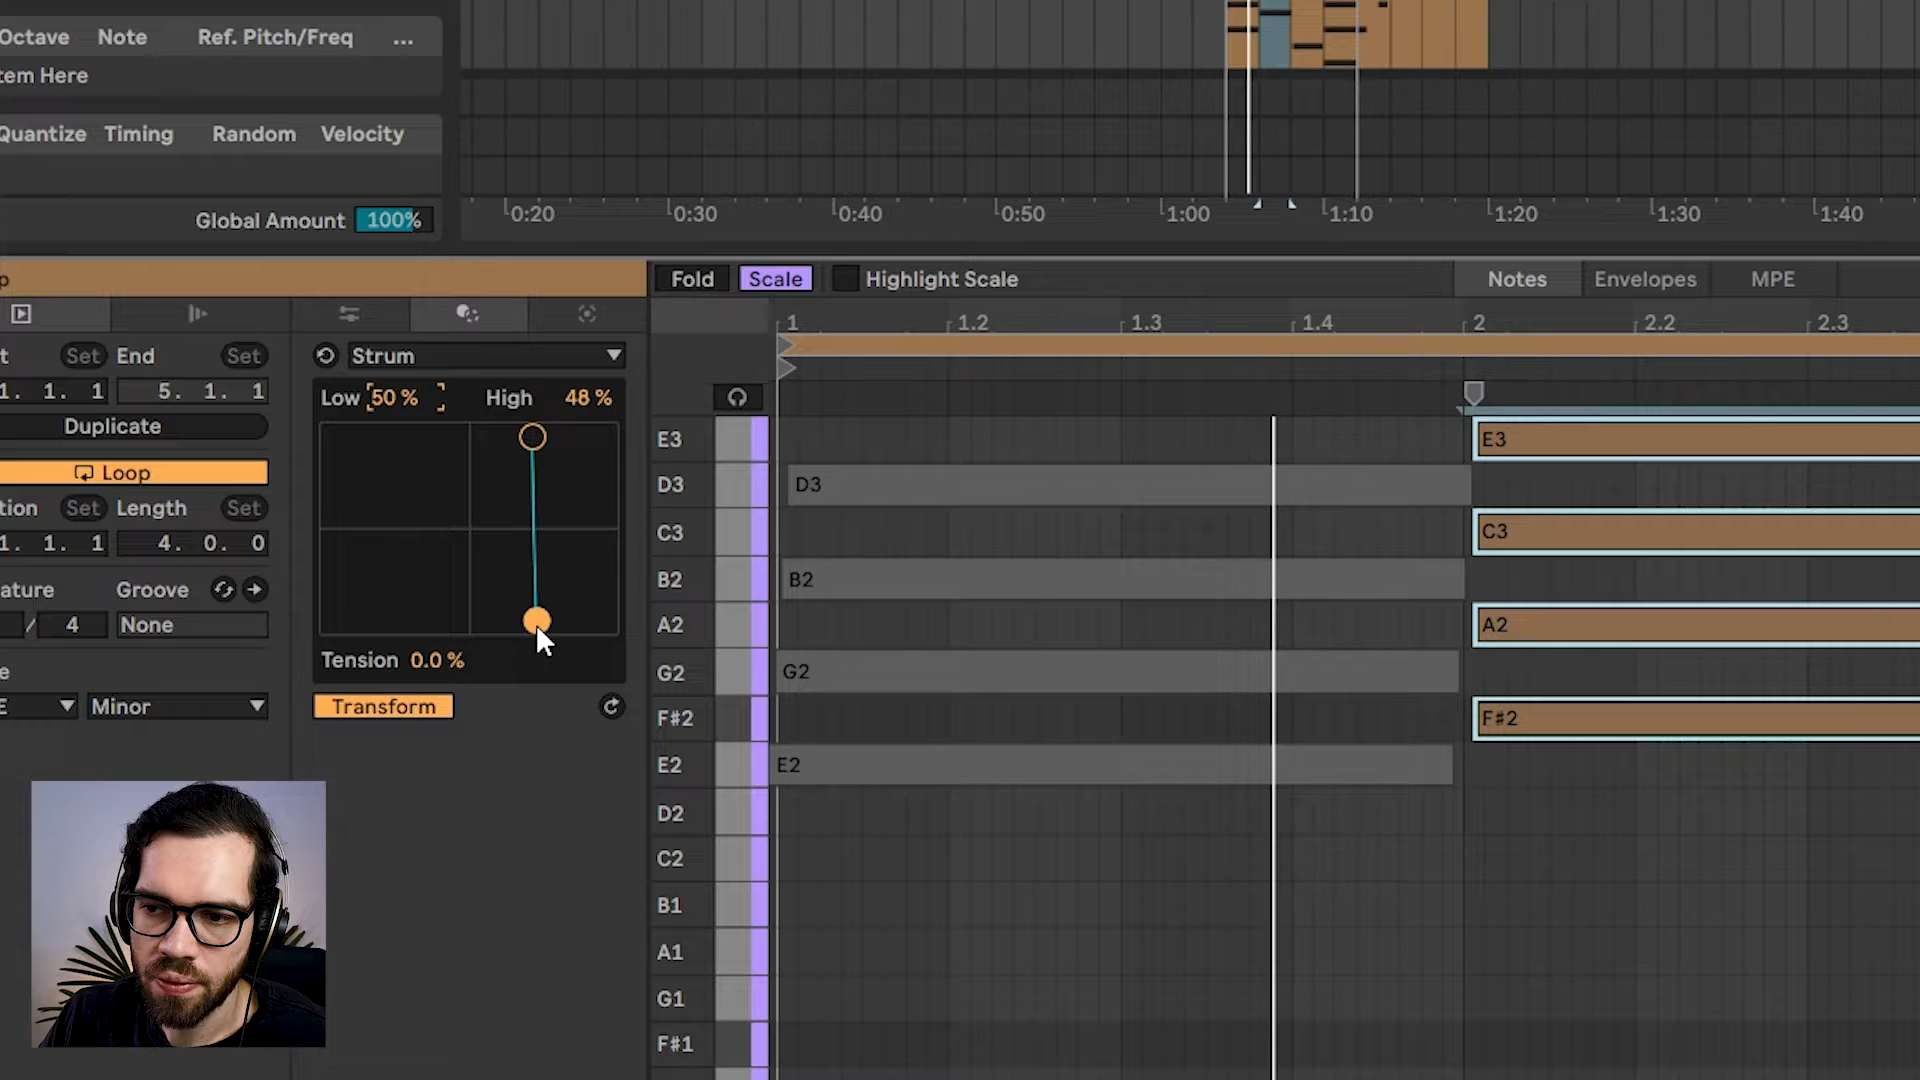 Octave Note Ref. Pitch/Freq ...
tem Here
Quantize Timing Random Velocity
Global Amount 100%
0:20 0:30 0:40 0:50 1:00 1:10 1:20 1:30 1:40
p
Fold Scale Highlight Scale Notes Envelopes MPE
1 1.2 1.3 1.4 2 2.2 2.3
t Set End Set
1. 1. 1 5. 1. 1
Duplicate
Loop
tion Set Length Set
1. 1. 1 4. 0. 0
ature Groove
/ 4 None
e
E Minor
Strum
Low 50 % High 48 %
Tension 0.0 %
Transform
E3 E3
D3 D3
C3 C3
B2 B2
A2 A2
G2 G2
F#2 F#2
E2 E2
D2
C2
B1
A1
G1
F#1